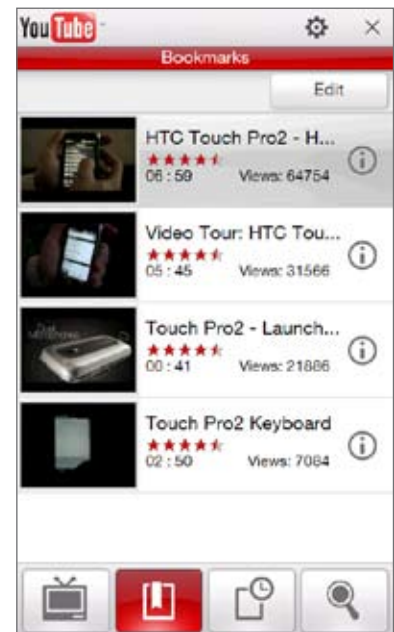 YouTube
Bookmarks
Edit
HTC Touch Pro2 - H...
06 : 59 Views: 64754
Video Tour: HTC Tou...
05 : 45 Views: 31566
Touch Pro2 - Launch...
00 : 41 Views: 21886
Touch Pro2 Keyboard
02 : 50 Views: 7084